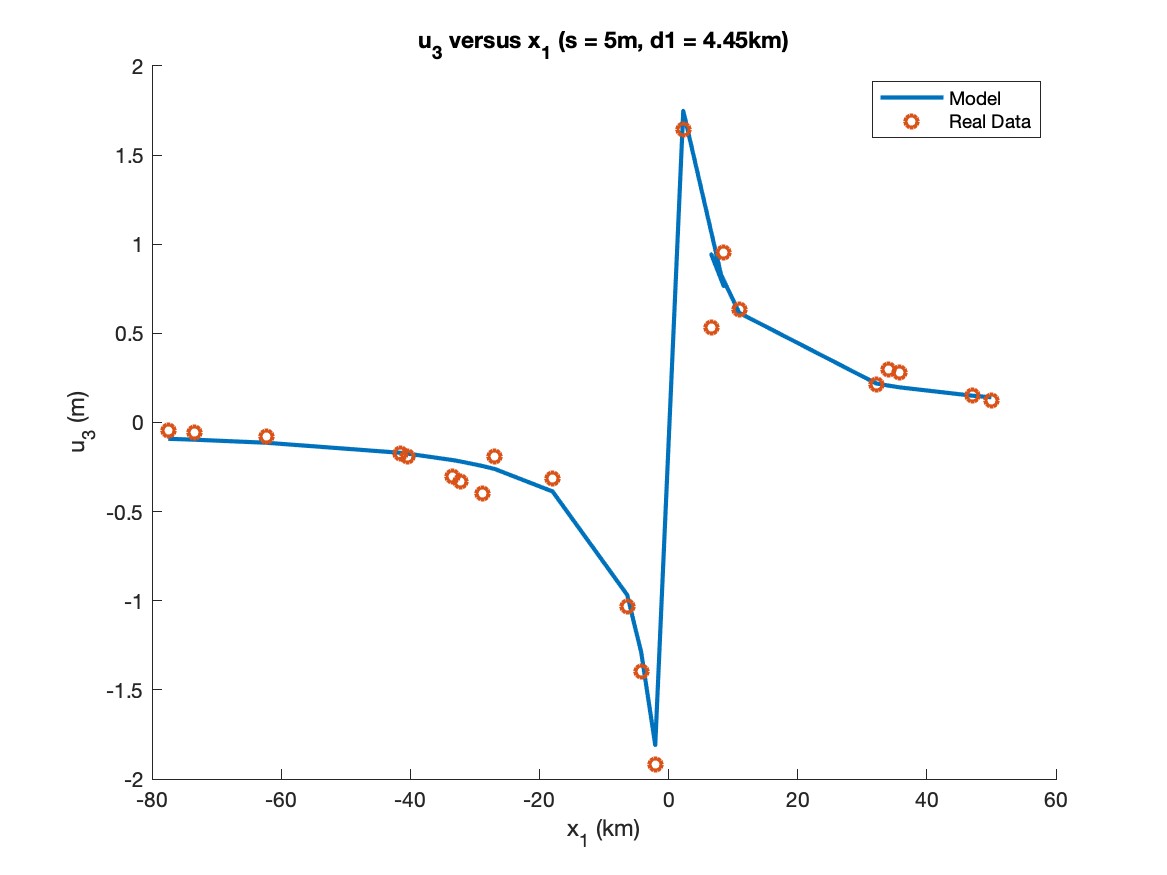 u3 versus x1 (s = 5m, d1 = 4.45km)
Model
Real Data
2
1.5
1
0.5
0
-0.5
-1
-1.5
-2
u3 (m)
-80 -60 -40 -20 0 20 40 60
x1 (km)